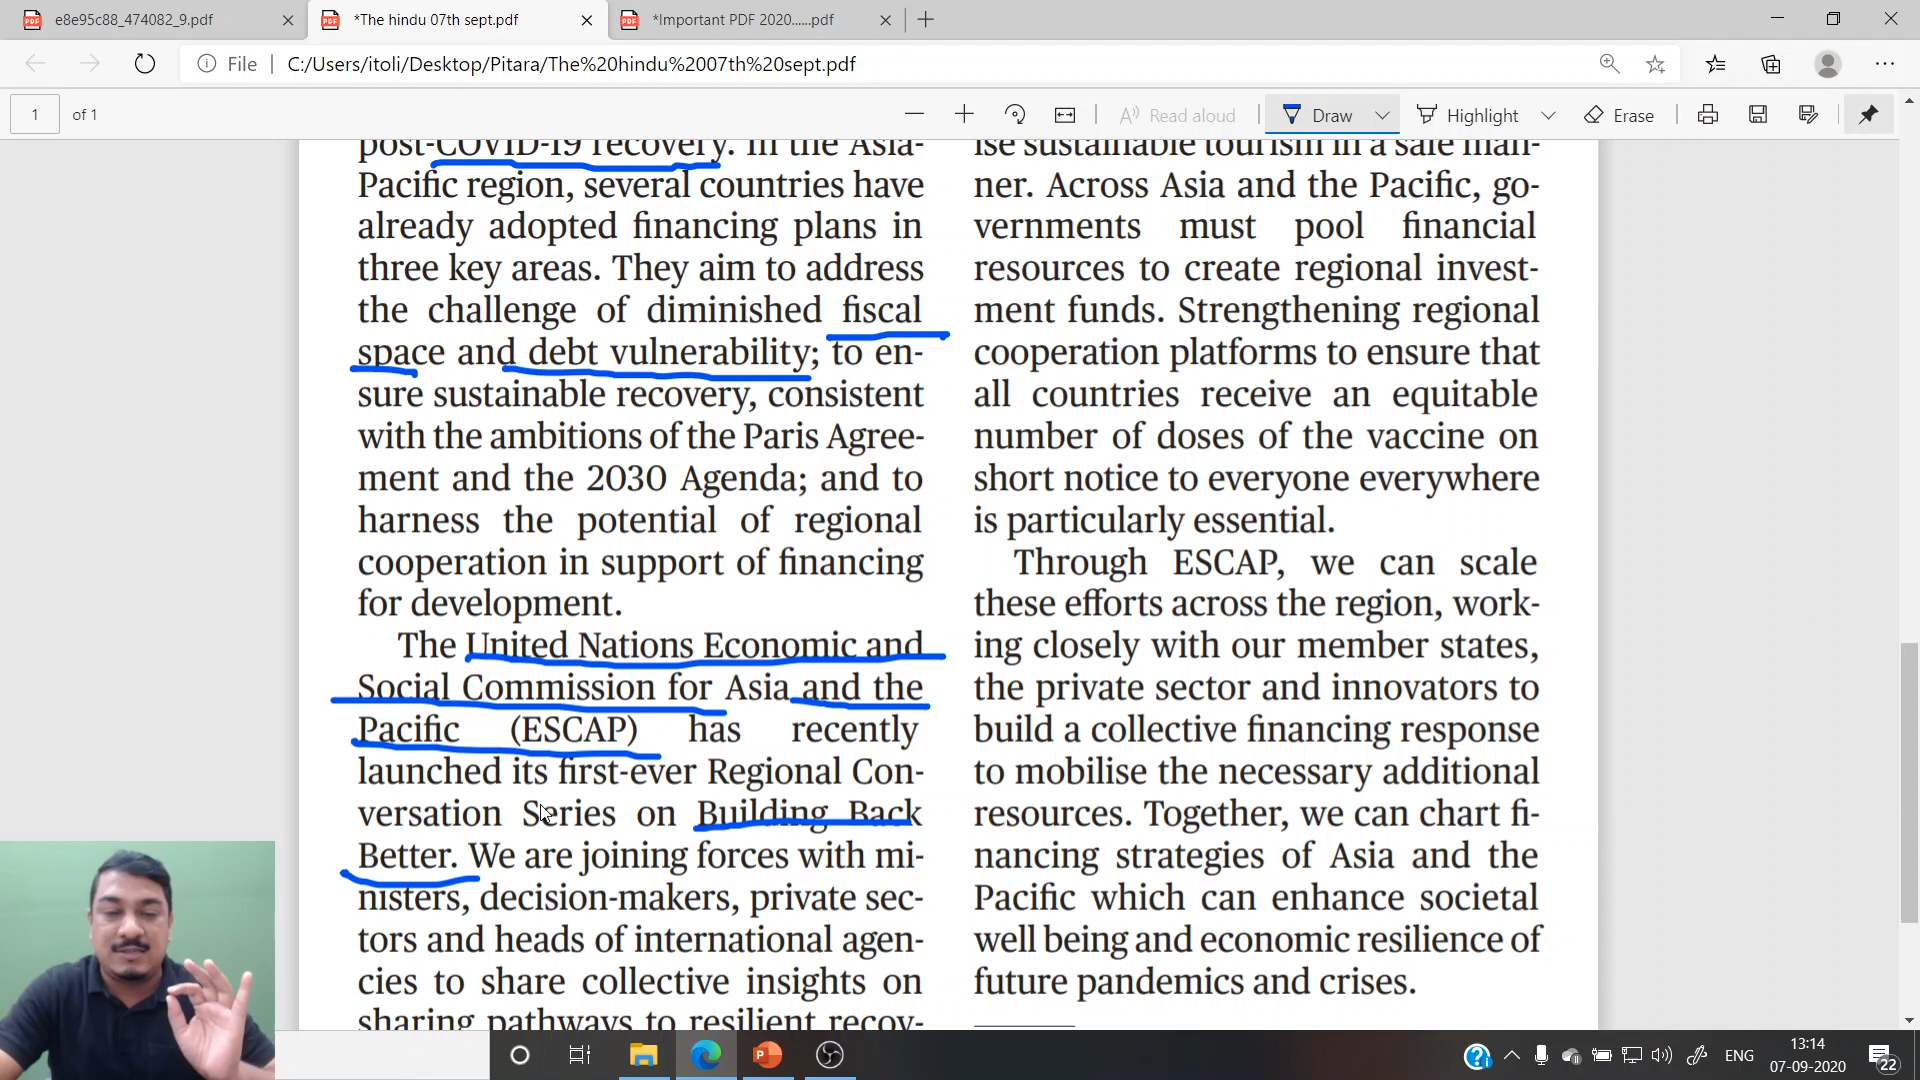 e8e95c88_474082_9.pdf
*The hindu 07th sept.pdf
*Important PDF 2020......pdf
File
C:/Users/itoli/Desktop/Pitara/The%20hindu%2007th%20sept.pdf
1 of 1
Read aloud
Draw
Highlight
Erase
post-COVID-19 recovery. In the Asia-
Pacific region, several countries have
already adopted financing plans in
three key areas. They aim to address
the challenge of diminished fiscal
space and debt vulnerability; to en-
sure sustainable recovery, consistent
with the ambitions of the Paris Agree-
ment and the 2030 Agenda; and to
harness the potential of regional
cooperation in support of financing
for development.
The United Nations Economic and
Social Commission for Asia and the
Pacific (ESCAP) has recently
launched its first-ever Regional Con-
versation Series on Building Back
Better. We are joining forces with mi-
nisters, decision-makers, private sec-
tors and heads of international agen-
cies to share collective insights on
sharing pathways to resilient recov-
ise sustainable tourism in a safe man-
ner. Across Asia and the Pacific, go-
vernments must pool financial
resources to create regional invest-
ment funds. Strengthening regional
cooperation platforms to ensure that
all countries receive an equitable
number of doses of the vaccine on
short notice to everyone everywhere
is particularly essential.
Through ESCAP, we can scale
these efforts across the region, work-
ing closely with our member states,
the private sector and innovators to
build a collective financing response
to mobilise the necessary additional
resources. Together, we can chart fi-
nancing strategies of Asia and the
Pacific which can enhance societal
well being and economic resilience of
future pandemics and crises.
ENG
13:14
07-09-2020
22